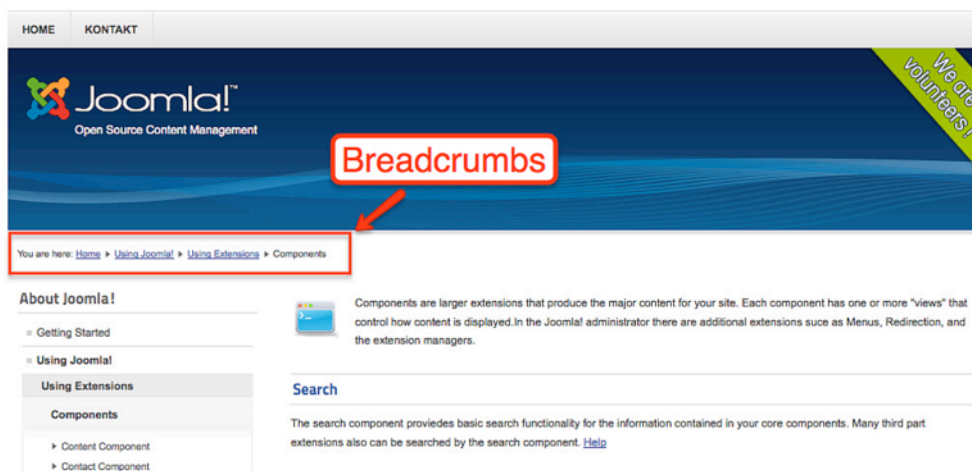 HOME KONTAKT
Joomla!™
Open Source Content Management
We are
volunteers!
Breadcrumbs
You are here: Home ▸ Using Joomla! ▸ Using Extensions ▸ Components
About Joomla!
Getting Started
Using Joomla!
Using Extensions
Components
▸ Content Component
▸ Contact Component
Components are larger extensions that produce the major content for your site. Each component has one or more "views" that
control how content is displayed.In the Joomla! administrator there are additional extensions suce as Menus, Redirection, and
the extension managers.
Search
The search component proviedes basic search functionality for the information contained in your core components. Many third part
extensions also can be searched by the search component. Help